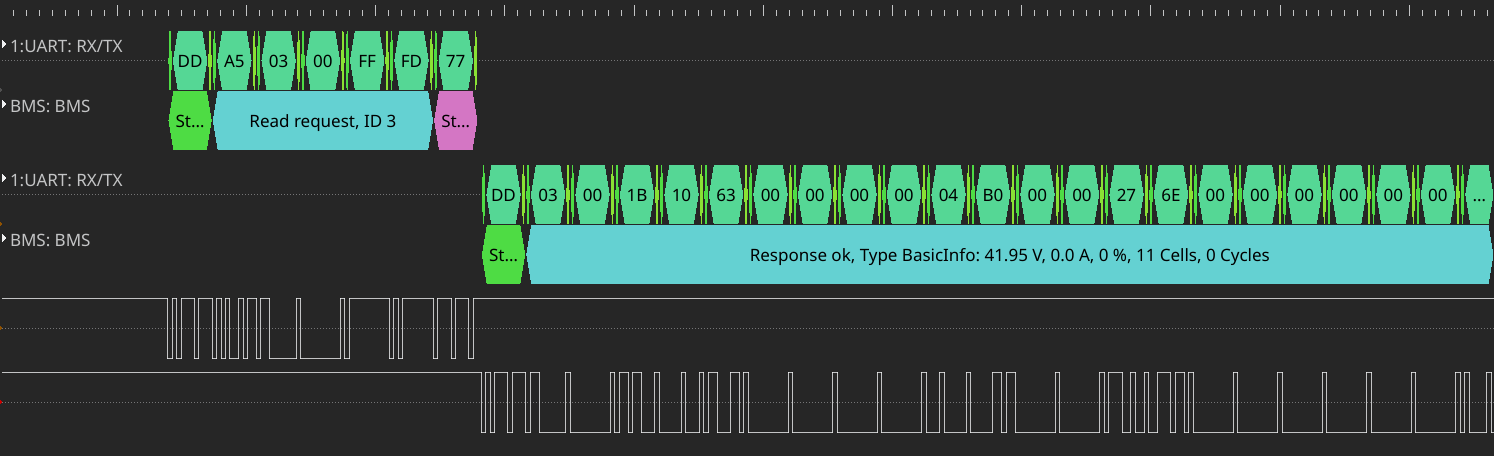 1:UART: RX/TX DD A5 03 00 FF FD 77
BMS: BMS St... Read request, ID 3 St...
1:UART: RX/TX DD 03 00 1B 10 63 00 00 00 00 04 B0 00 00 27 6E 00 00 00 00 00 00 ...
BMS: BMS St... Response ok, Type BasicInfo: 41.95 V, 0.0 A, 0 %, 11 Cells, 0 Cycles